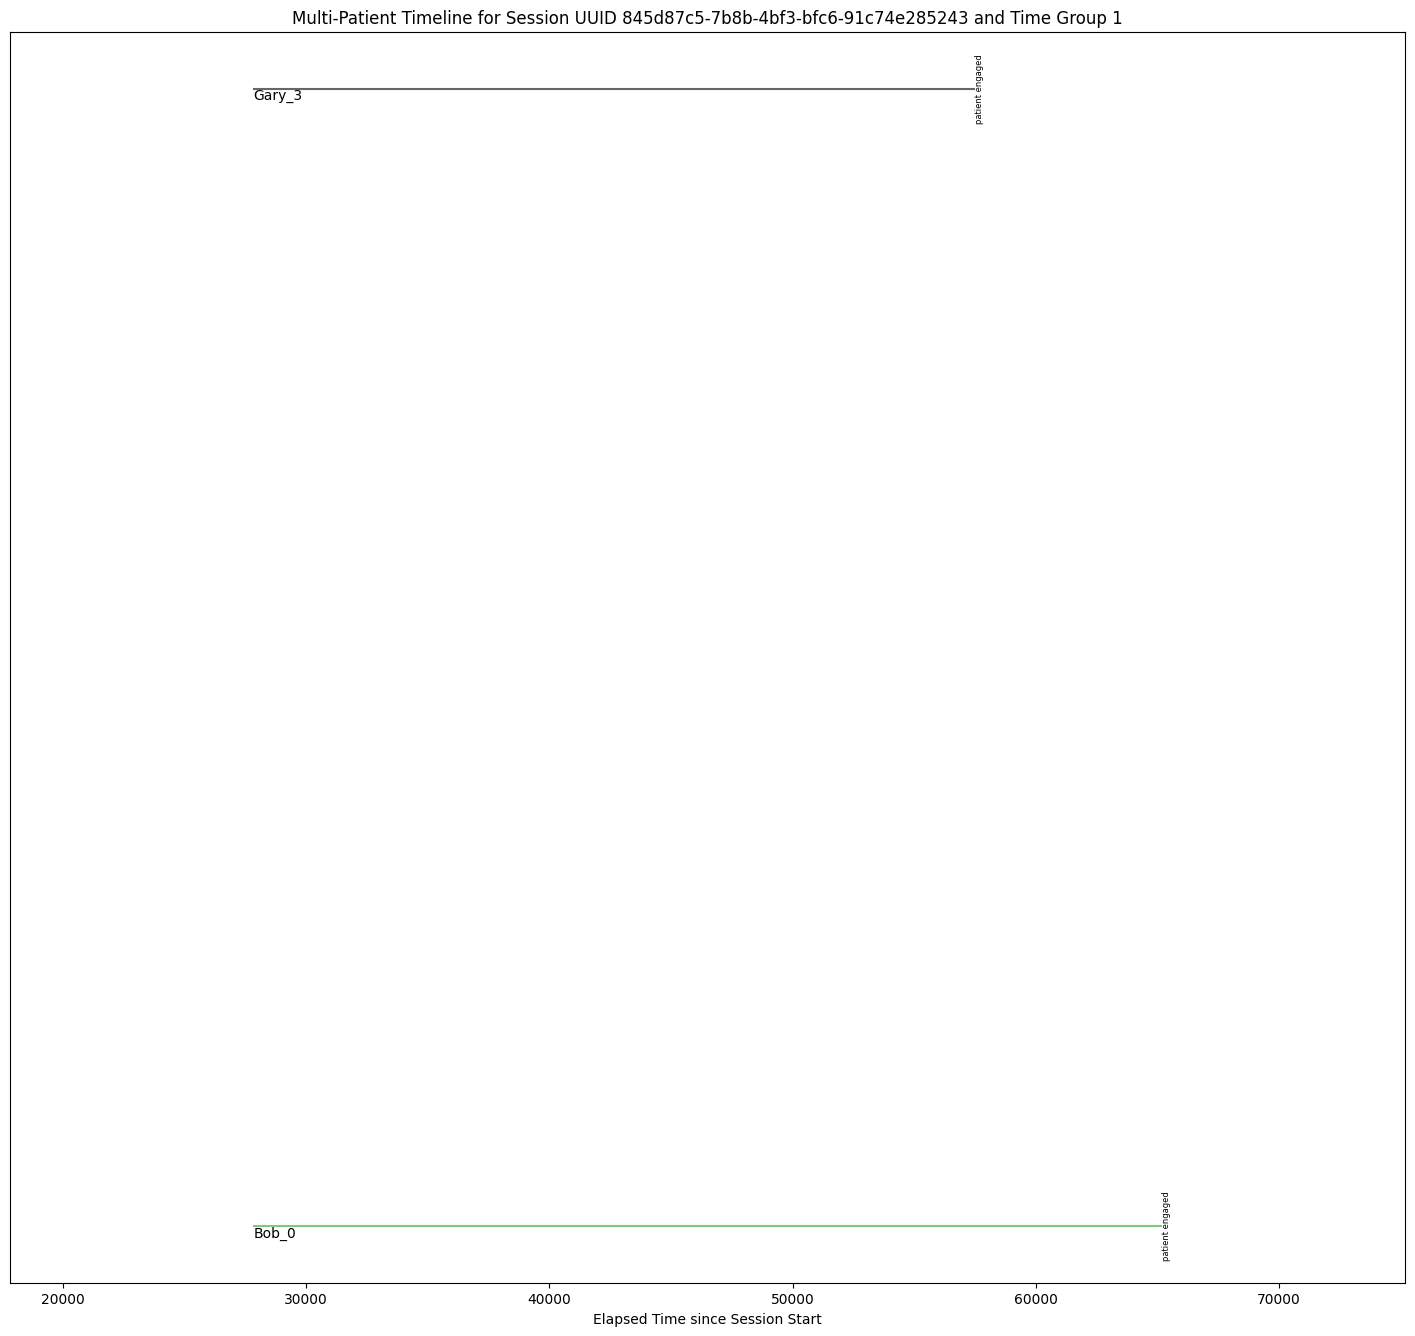 Multi-Patient Timeline for Session UUID 845d87c5-7b8b-4bf3-bfc6-91c74e285243 and Time Group 1
patient engaged
Gary_3
patient engaged
Bob_0
20000 30000 40000 50000 60000 70000
Elapsed Time since Session Start